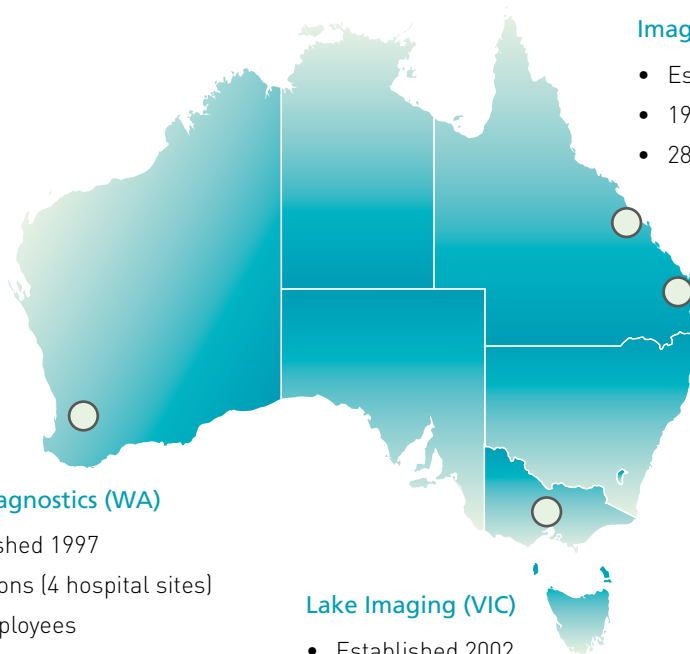 Imag
• Es
• 19
• 28
agnostics (WA)
shed 1997
ons (4 hospital sites)
ployees
Lake Imaging (VIC)
• Established 2002